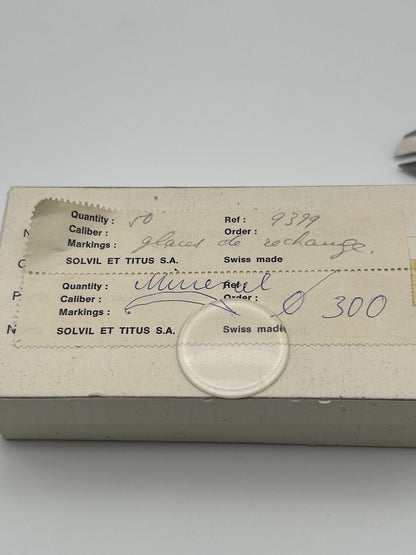 Quantity : 50 Ref : 9399
Caliber : Order :
Markings : glaces de rechange.
SOLVIL ET TITUS S.A. Swiss made
Quantity : Mineral Ref :
Caliber : Order : Ø 300
Markings :
SOLVIL ET TITUS S.A. Swiss made